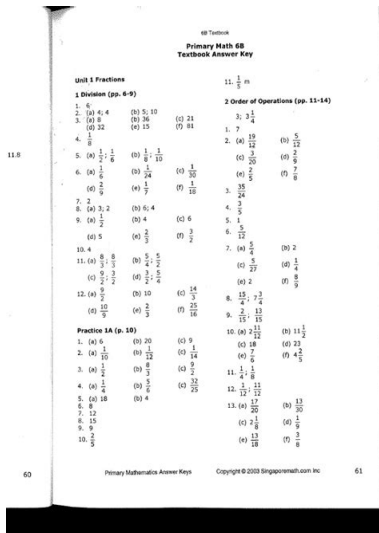 6B Textbook
Primary Math 6B
Textbook Answer Key
Unit 1 Fractions
1 Division (pp. 6-9)
1. 6
2. (a) 4; 4 (b) 5; 10
3. (a) 8 (b) 36 (c) 21
(d) 32 (e) 15 (f) 81
4. 1/8
5. (a) 1/2; 1/6 (b) 1/8; 1/10
6. (a) 1/6 (b) 1/24 (c) 1/30
(d) 2/9 (e) 1/7 (f) 1/18
7. 2
8. (a) 3; 2 (b) 6; 4
9. (a) 1/2 (b) 4 (c) 6
(d) 5 (e) 2/3 (f) 3/2
10. 4
11. (a) 8/3; 8/3 (b) 5/4; 5/2
(c) 9/2; 3/2 (d) 3/2; 5/4
12. (a) 9/2 (b) 10 (c) 14/3
(d) 10/9 (e) 2/3 (f) 25/16
Practice 1A (p. 10)
1. (a) 6 (b) 20 (c) 9
2. (a) 1/10 (b) 1/12 (c) 1/14
3. (a) 1/2 (b) 8/3 (c) 9/2
4. (a) 1/4 (b) 5/6 (c) 32/25
5. (a) 18 (b) 4
6. 8
7. 12
8. 15
9. 9
10. 2/5
11. 1/5 m
2 Order of Operations (pp. 11-14)
3; 3 1/4
1. 7
2. (a) 19/12 (b) 5/12
(c) 3/20 (d) 2/9
(e) 2/5 (f) 7/8
3. 35/24
4. 3/5
5. 1
6. 5/12
7. (a) 5/4 (b) 2
(c) 5/27 (d) 1/4
(e) 2 (f) 8/9
8. 15/4; 7 3/4
9. 2/15; 13/15
10. (a) 2 11/12 (b) 11 1/2
(c) 18 (d) 23
(e) 7/6 (f) 4 2/5
11. 1/4; 1/8
12. 1/12; 11/12
13. (a) 17/20 (b) 13/30
(c) 2 1/8 (d) 1/9
(e) 13/18 (f) 3/8
11.8
60
Primary Mathematics Answer Keys
Copyright © 2003 Singaporemath.com Inc
61